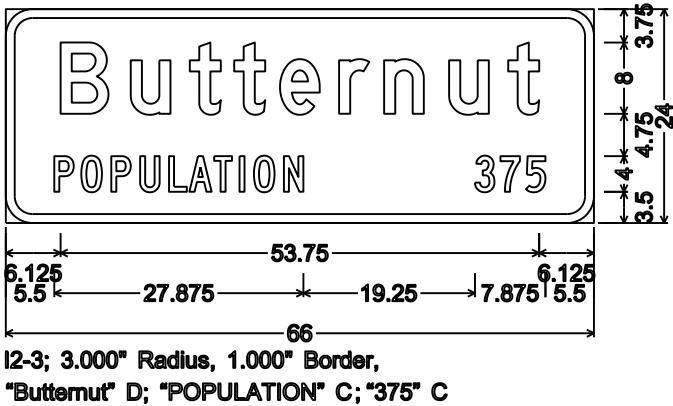 Butternut
POPULATION 375
3.75
8
4.75
4
3.5
24
53.75
6.125 6.125
5.5 27.875 19.25 7.875 5.5
66
I2-3; 3.000" Radius, 1.000" Border,
"Butternut" D; "POPULATION" C; "375" C